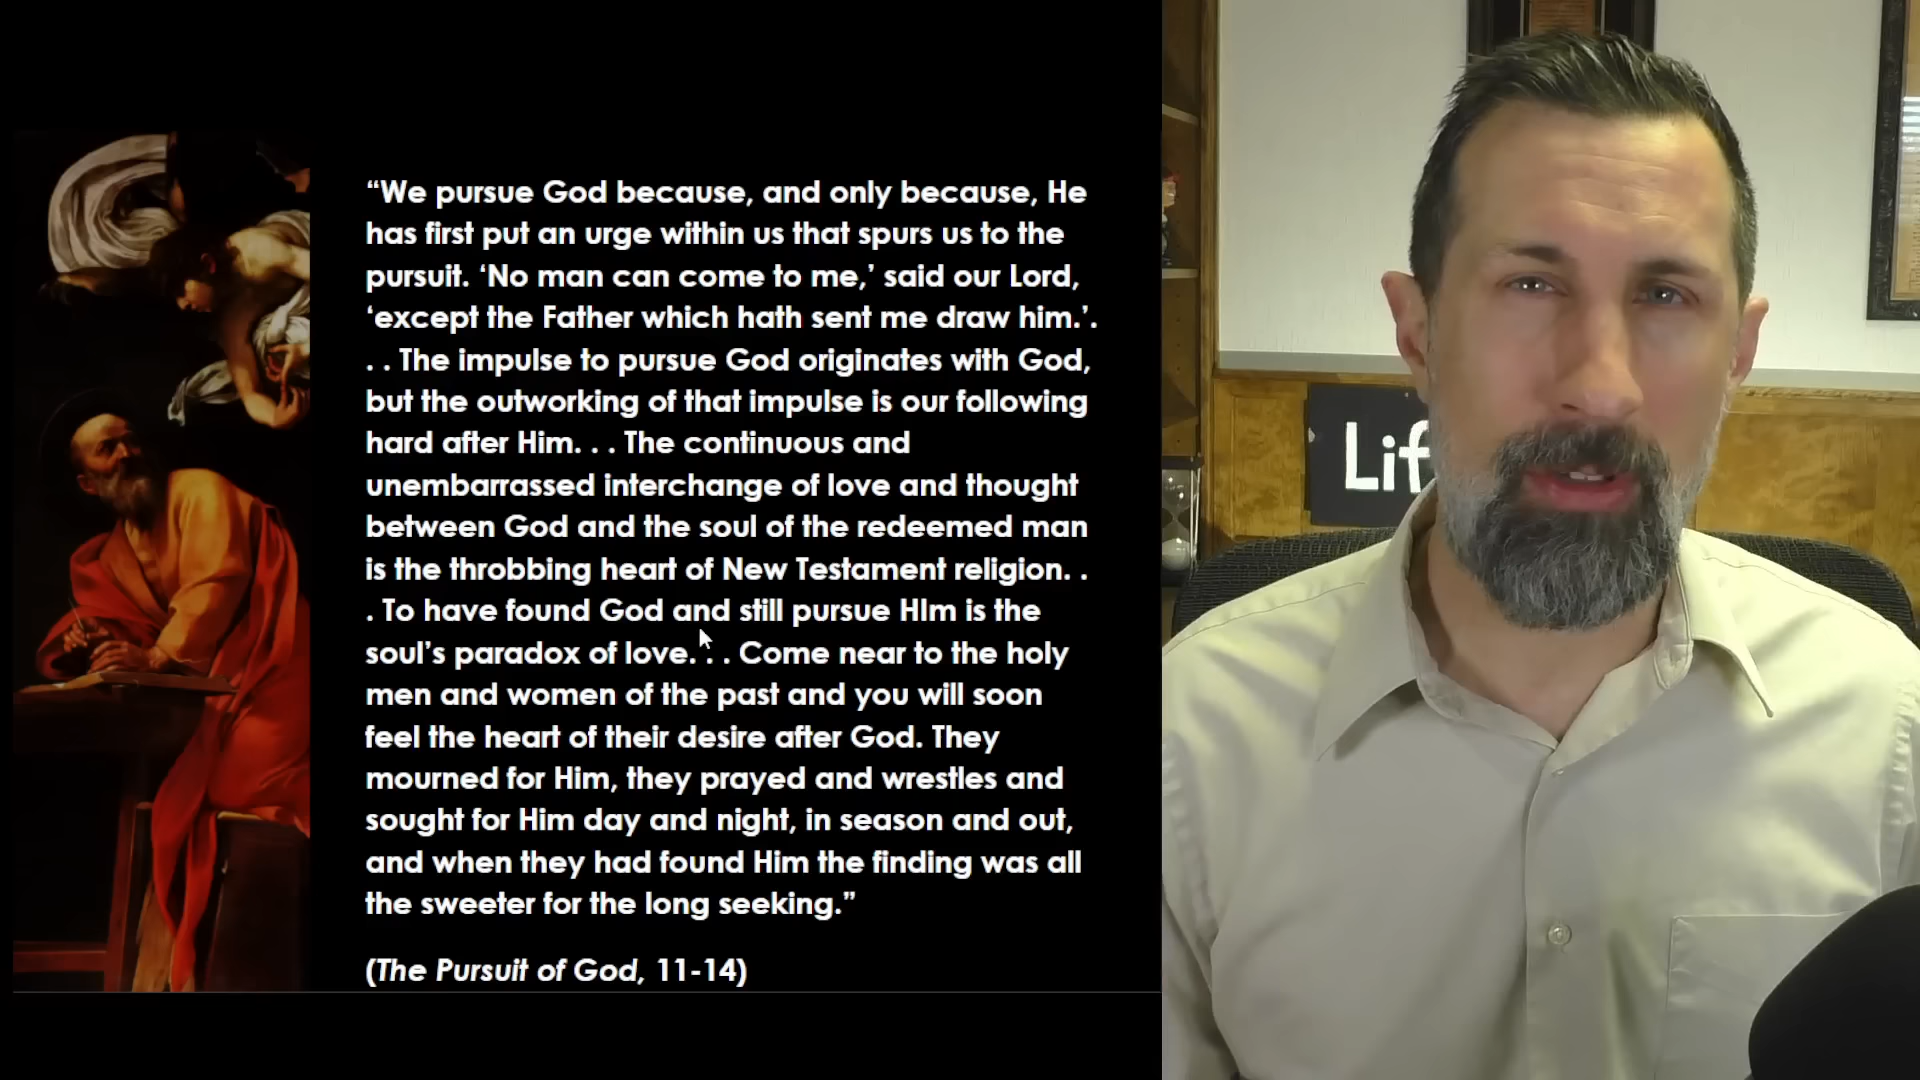 “We pursue God because, and only because, He
has first put an urge within us that spurs us to the
pursuit. ‘No man can come to me,’ said our Lord,
‘except the Father which hath sent me draw him.’.
. . The impulse to pursue God originates with God,
but the outworking of that impulse is our following
hard after Him. . . The continuous and
unembarrassed interchange of love and thought
between God and the soul of the redeemed man
is the throbbing heart of New Testament religion. .
. To have found God and still pursue HIm is the
soul’s paradox of love. . . Come near to the holy
men and women of the past and you will soon
feel the heart of their desire after God. They
mourned for Him, they prayed and wrestles and
sought for Him day and night, in season and out,
and when they had found Him the finding was all
the sweeter for the long seeking.”
(The Pursuit of God, 11-14)
Lif